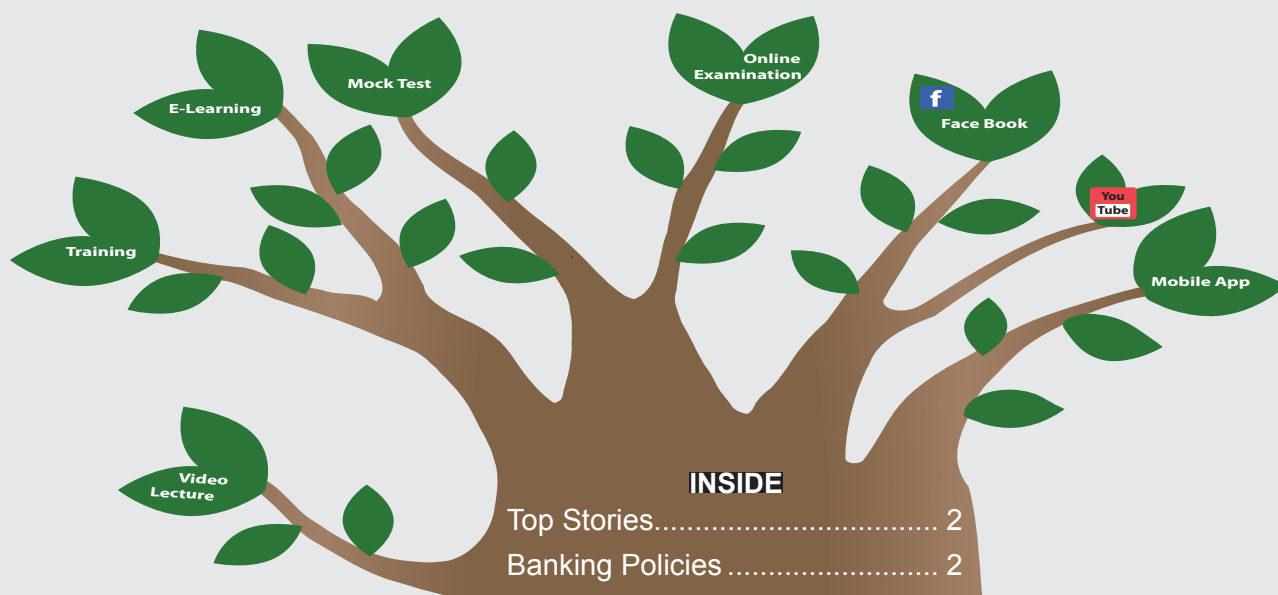 Online
Examination
Mock Test
E-Learning
f
Face Book
You
Tube
Training
Mobile App
Video
Lecture
INSIDE
Top Stories................................... 2
Banking Policies .......................... 2